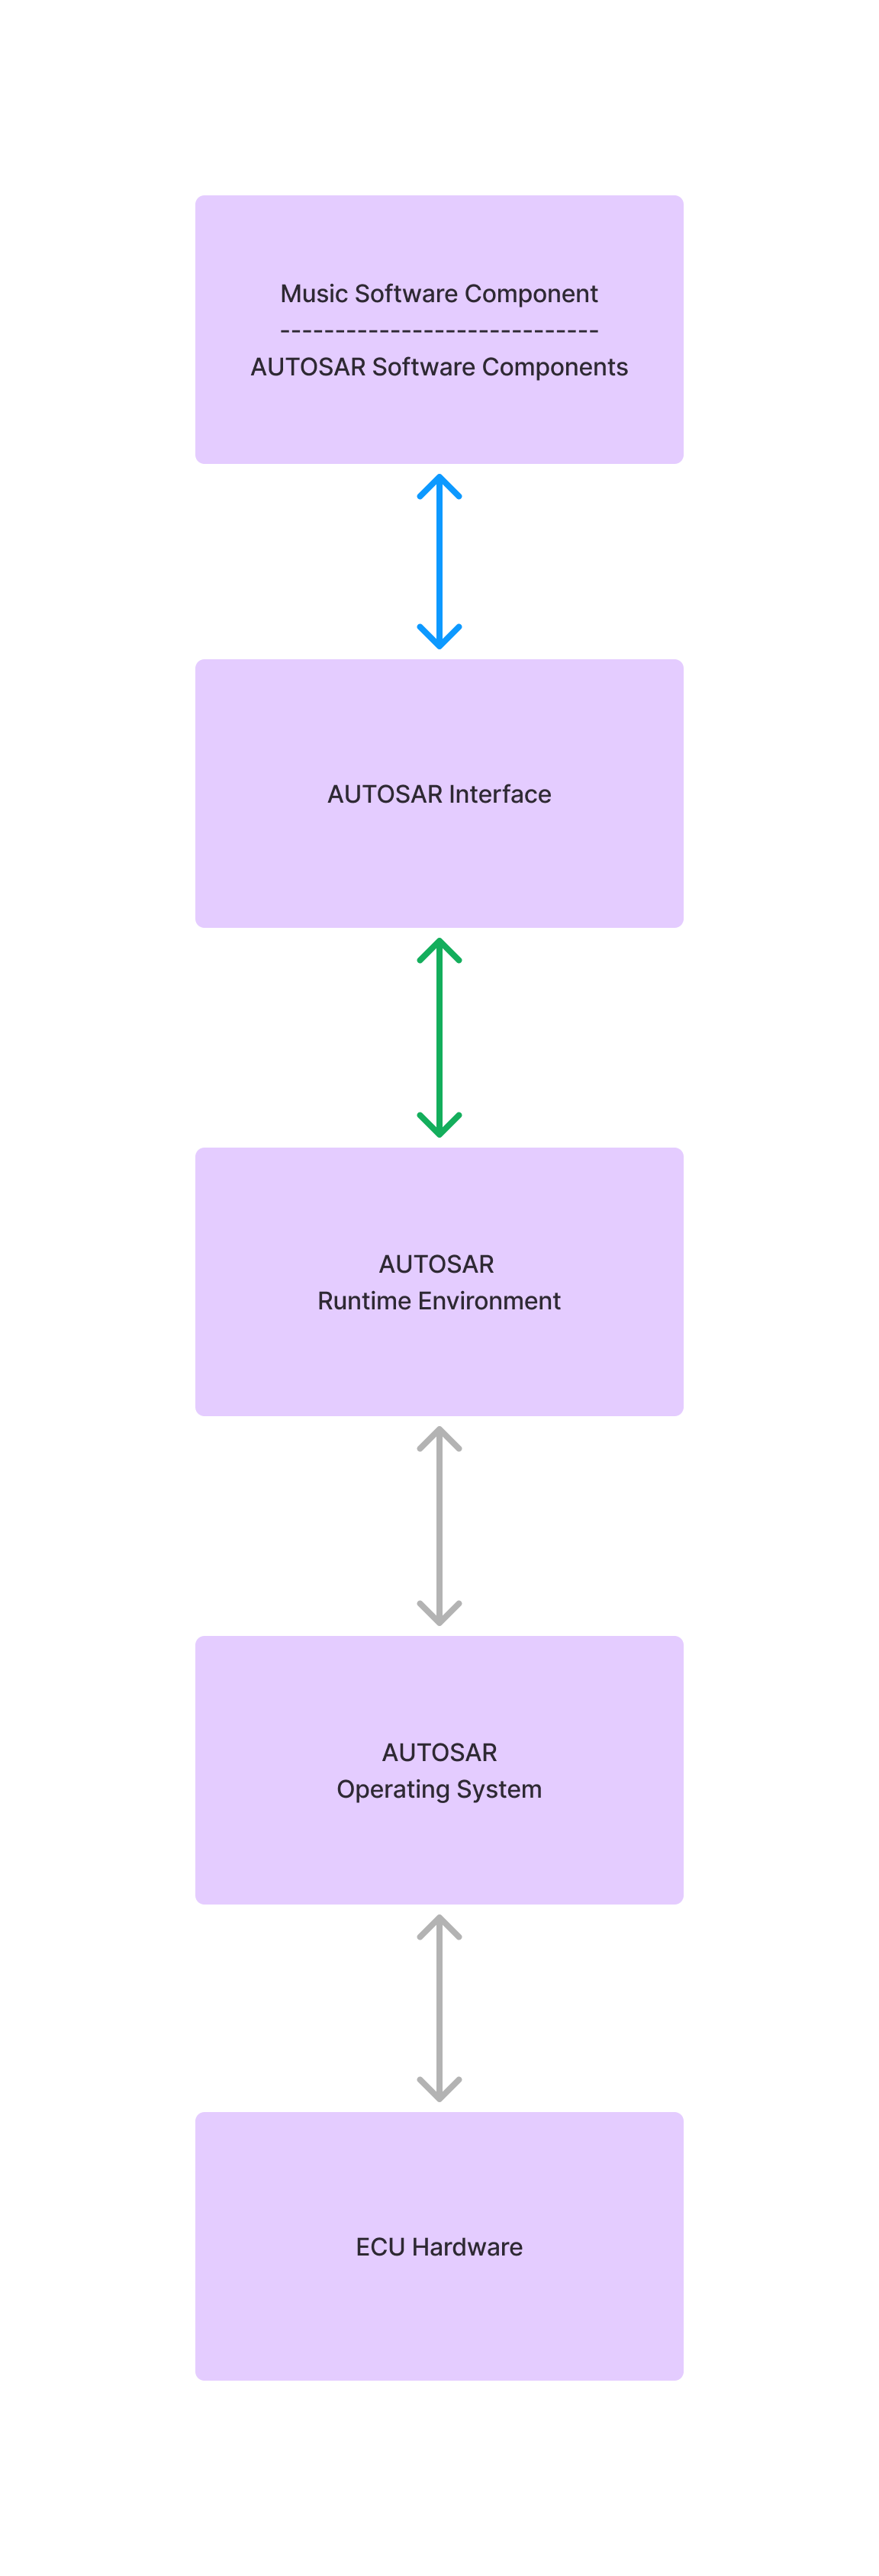 Music Software Component
-----------------------------
AUTOSAR Software Components
AUTOSAR Interface
AUTOSAR
Runtime Environment
AUTOSAR
Operating System
ECU Hardware